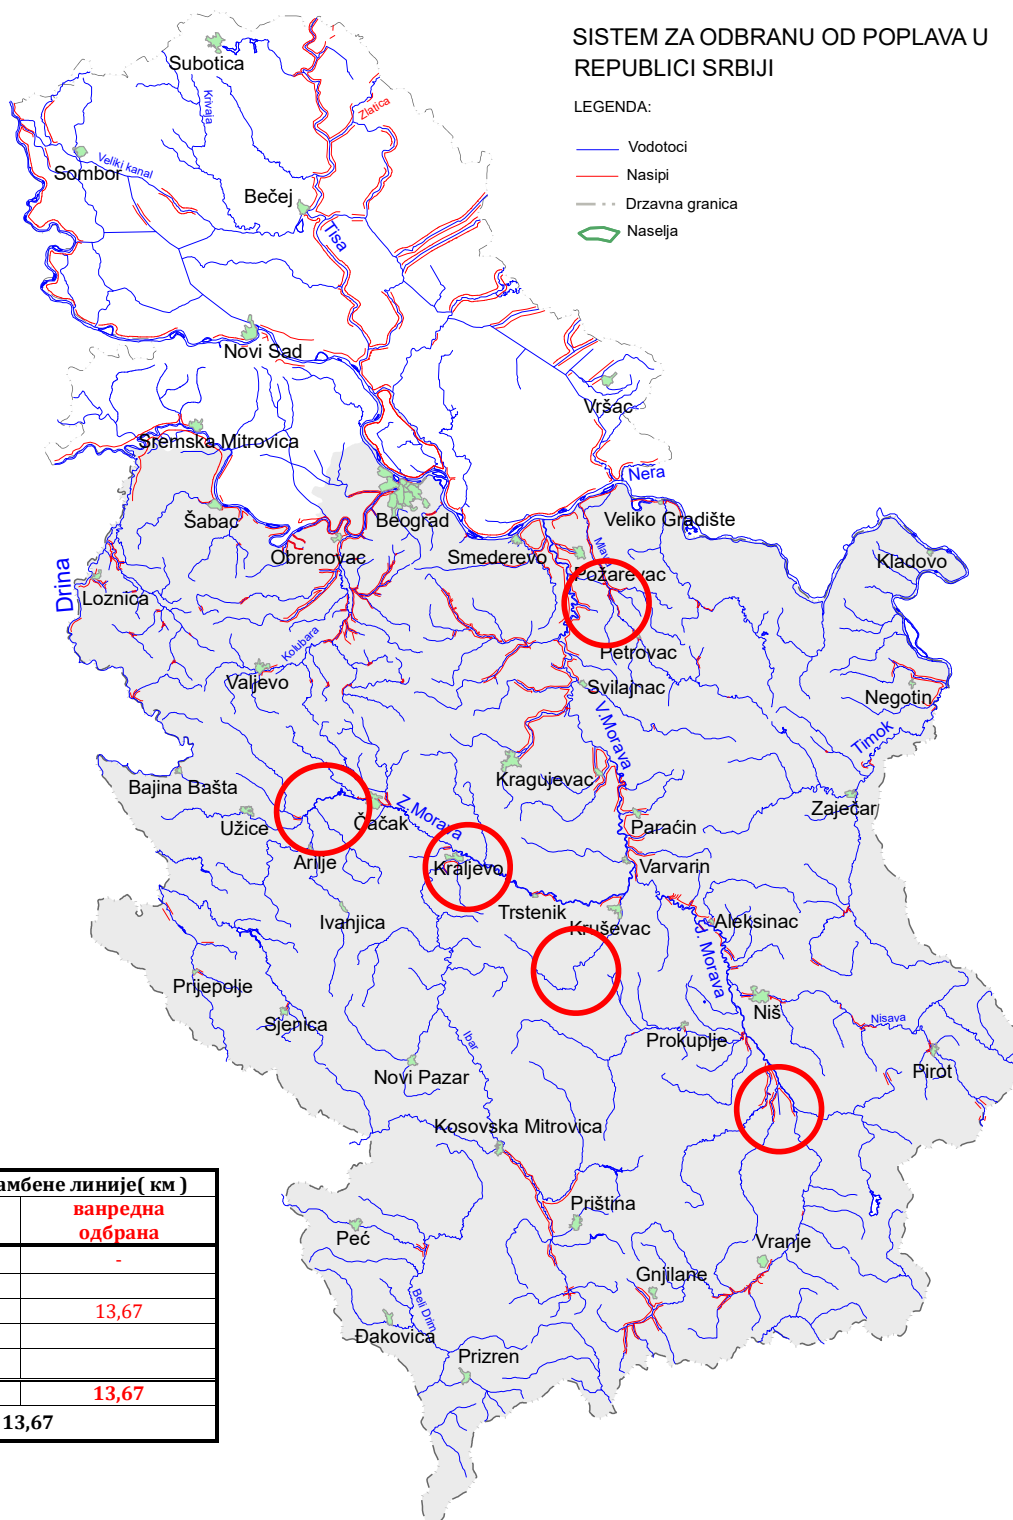 SISTEM ZA ODBRANU OD POPLAVA U
REPUBLICI SRBIJI
LEGENDA:
Vodotoci
Nasipi
Drzavna granica
Naselja
Subotica
Krivaja
Zlatica
Sombor
Veliki kanal
Bečej
Tisa
Novi Sad
Vršac
Sremska Mitrovica
Nera
Šabac
Beograd
Veliko Gradište
Obrenovac
Smederevo
Mlava
Kladovo
Drina
Požarevac
Loznica
Kolubara
Petrovac
Valjevo
Svilajnac
Negotin
V.Morava
Timok
Bajina Bašta
Kragujevac
Užice
Čačak
Z.Morava
Paraćin
Zaječar
Arilje
Kraljevo
Varvarin
Ivanjica
Trstenik
Kruševac
Aleksinac
J. Morava
Prijepolje
Sjenica
Niš
Nisava
Ibar
Prokuplje
Pirot
Novi Pazar
Kosovska Mitrovica
Priština
Peć
Vranje
Gnjilane
Beli Drim
Đakovica
Prizren
амбене линије( км )
ванредна
одбрана
-
13,67
13,67
13,67